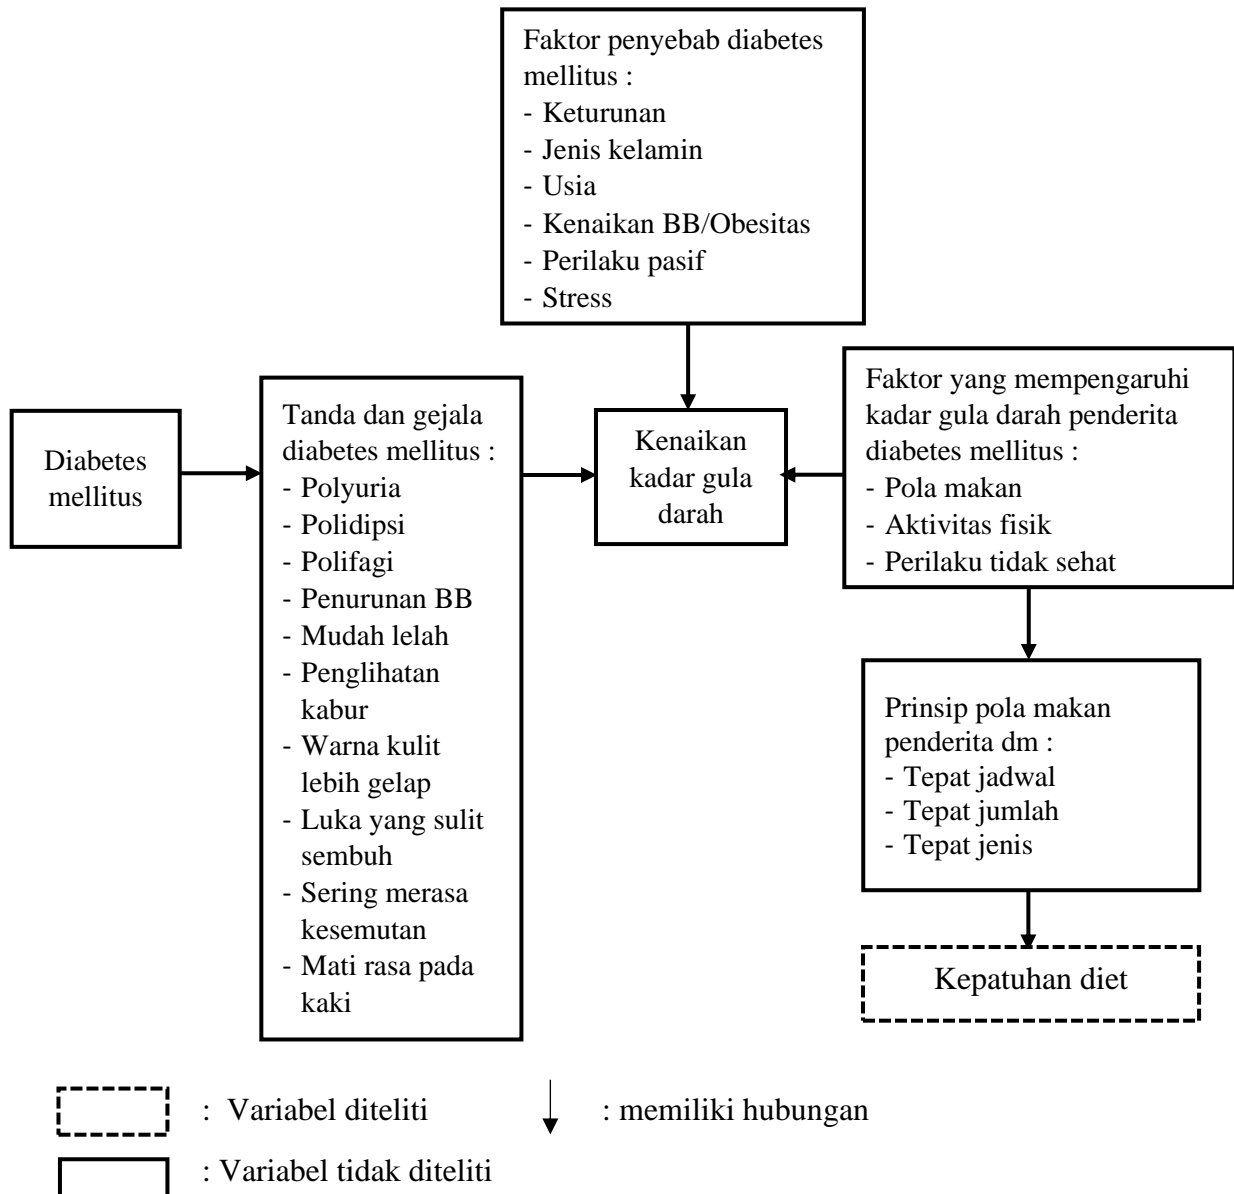 Faktor penyebab diabetes
mellitus :
- Keturunan
- Jenis kelamin
- Usia
- Kenaikan BB/Obesitas
- Perilaku pasif
- Stress
Diabetes
mellitus
Tanda dan gejala
diabetes mellitus :
- Polyuria
- Polidipsi
- Polifagi
- Penurunan BB
- Mudah lelah
- Penglihatan
kabur
- Warna kulit
lebih gelap
- Luka yang sulit
sembuh
- Sering merasa
kesemutan
- Mati rasa pada
kaki
Kenaikan
kadar gula
darah
Faktor yang mempengaruhi
kadar gula darah penderita
diabetes mellitus :
- Pola makan
- Aktivitas fisik
- Perilaku tidak sehat
Prinsip pola makan
penderita dm :
- Tepat jadwal
- Tepat jumlah
- Tepat jenis
Kepatuhan diet
: Variabel diteliti
: memiliki hubungan
: Variabel tidak diteliti